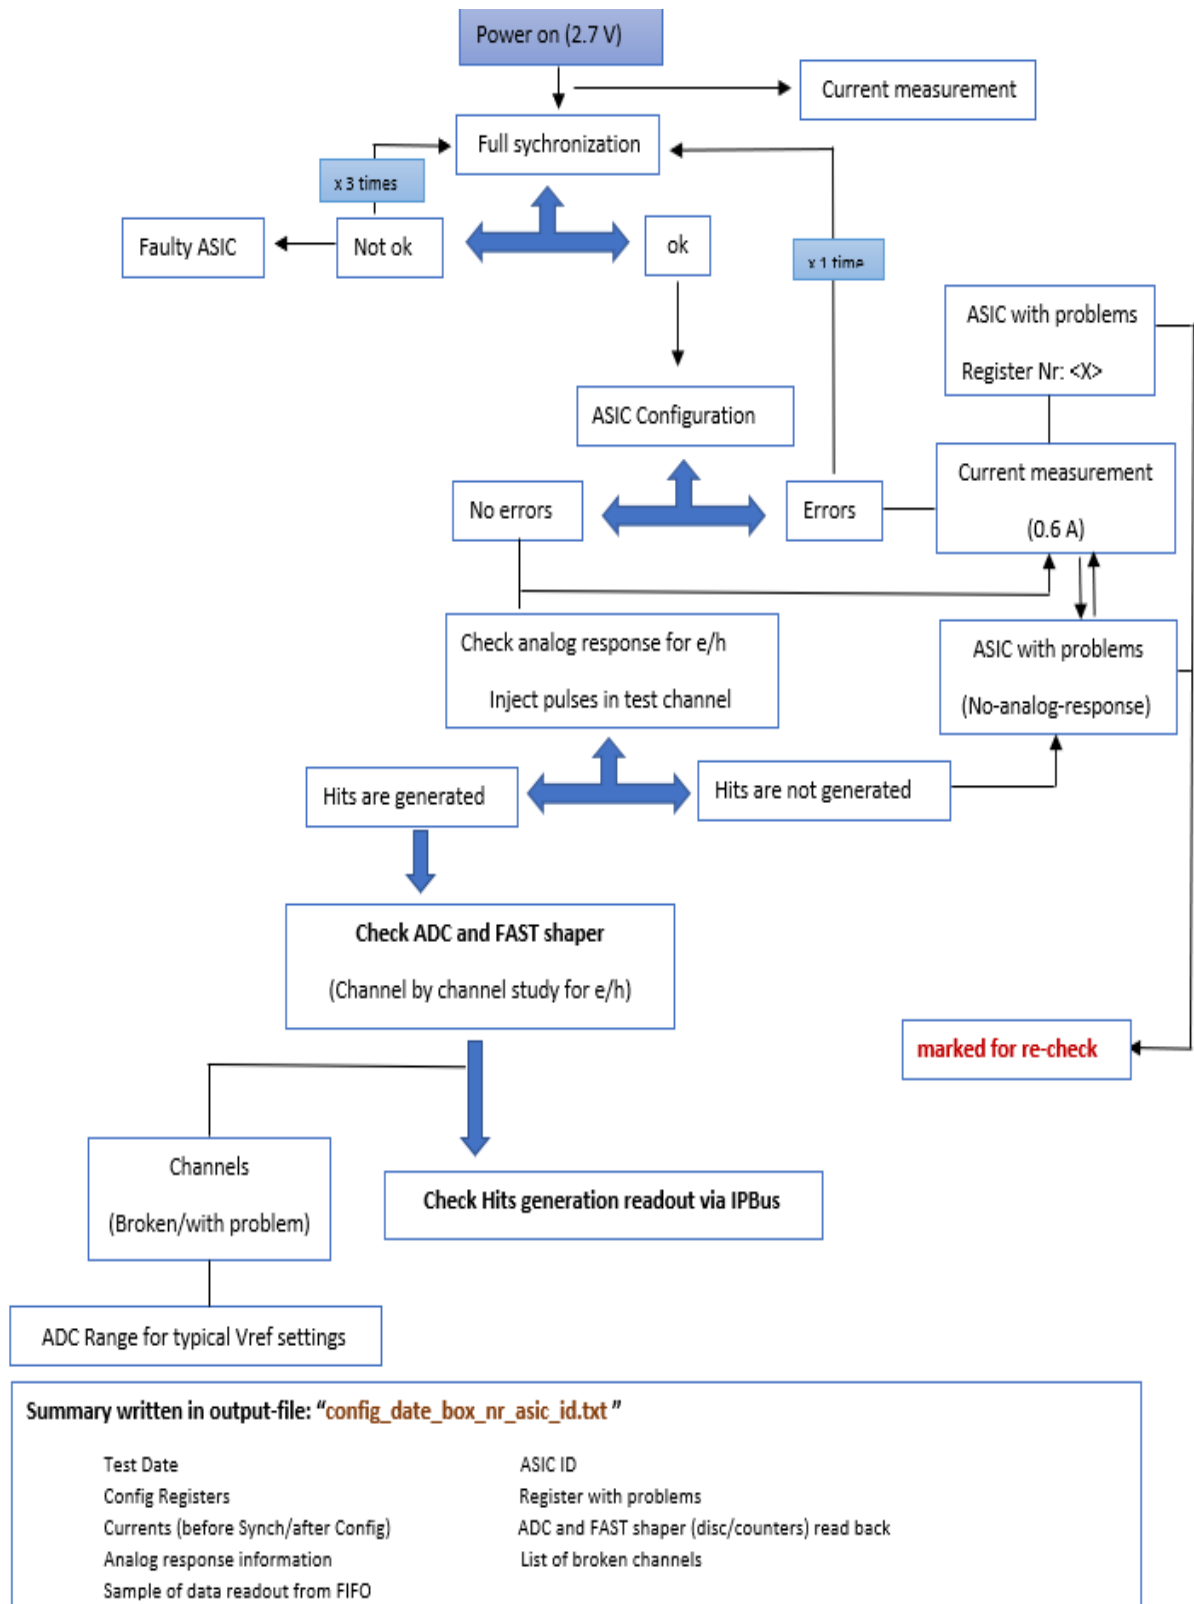 Power on (2.7 V)
Current measurement
Full sychronization
x 3 times
Faulty ASIC
Not ok
ok
x 1 time
ASIC with problems
Register Nr: <X>
ASIC Configuration
Current measurement
(0.6 A)
No errors
Errors
Check analog response for e/h
Inject pulses in test channel
ASIC with problems
(No-analog-response)
Hits are generated
Hits are not generated
Check ADC and FAST shaper
(Channel by channel study for e/h)
marked for re-check
Channels
(Broken/with problem)
Check Hits generation readout via IPBus
ADC Range for typical Vref settings
Summary written in output-file: “config_date_box_nr_asic_id.txt ”
Test Date
Config Registers
Currents (before Synch/after Config)
Analog response information
Sample of data readout from FIFO
ASIC ID
Register with problems
ADC and FAST shaper (disc/counters) read back
List of broken channels